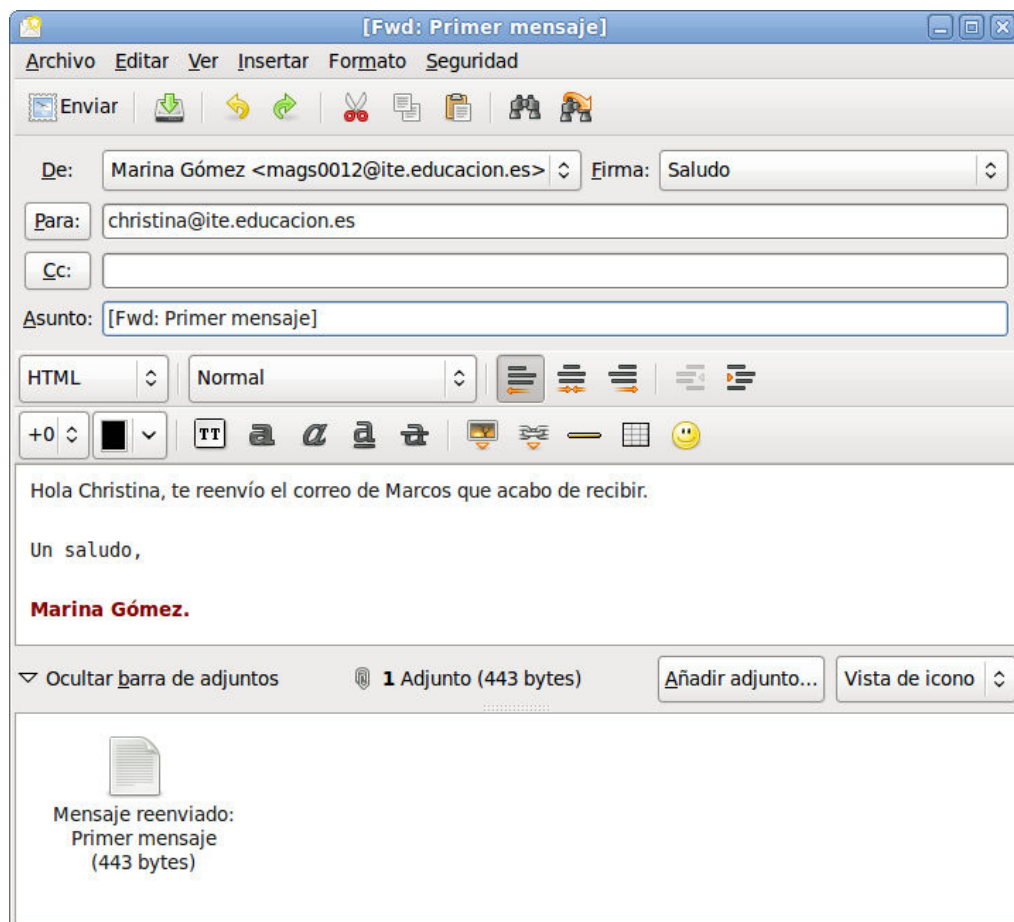 [Fwd: Primer mensaje]
Archivo Editar Ver Insertar Formato Seguridad
Enviar
De: Marina Gómez <mags0012@ite.educacion.es> Firma: Saludo
Para: christina@ite.educacion.es
Cc:
Asunto: [Fwd: Primer mensaje]
HTML Normal
+0 TT a a a a
Hola Christina, te reenvío el correo de Marcos que acabo de recibir.
Un saludo,
Marina Gómez.
Ocultar barra de adjuntos 1 Adjunto (443 bytes) Añadir adjunto... Vista de icono
Mensaje reenviado:
Primer mensaje
(443 bytes)